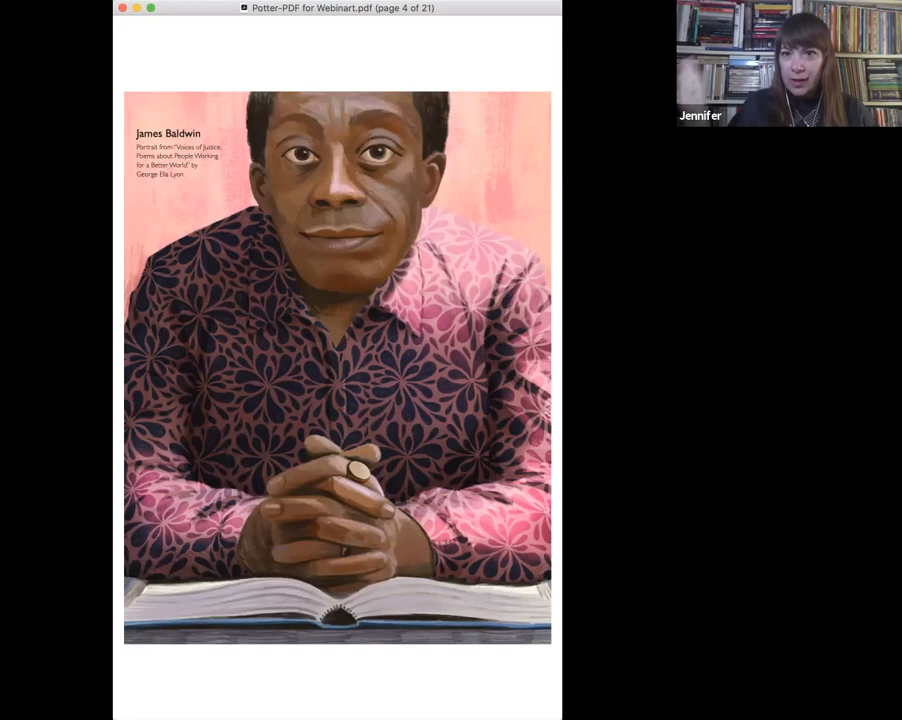 Potter-PDF for Webinart.pdf (page 4 of 21)
James Baldwin
Portrait from "Voices of Justice,
Poems about People Working
for a Better World" by
George Ella Lyon
Jennifer